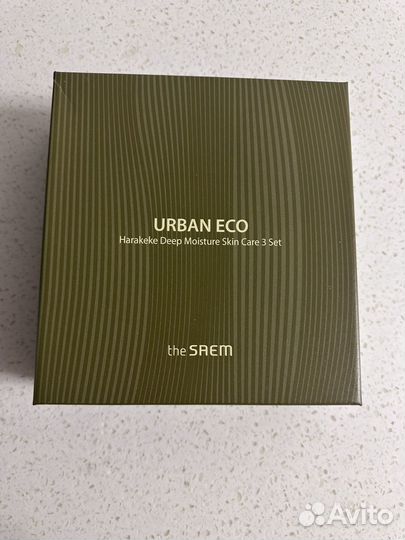 URBAN ECO
Harakeke Deep Moisture Skin Care 3 Set
the SAEM
Avito